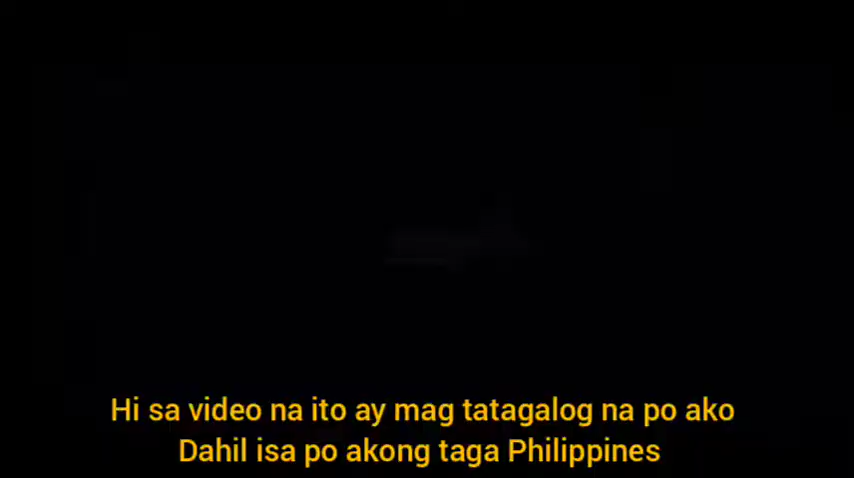 Hi sa video na ito ay mag tatagalog na po ako
Dahil isa po akong taga Philippines